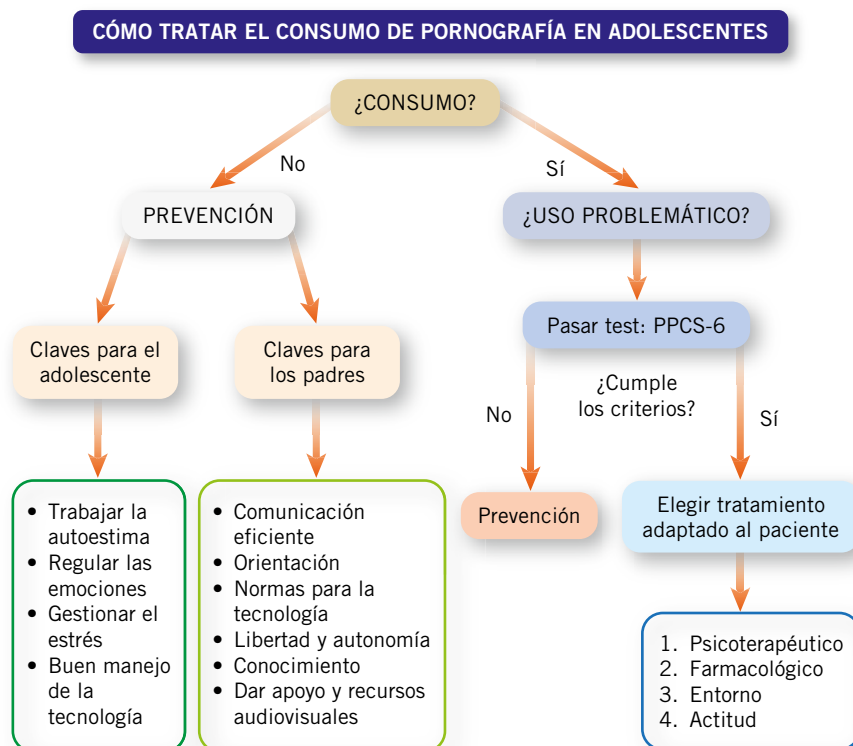 CÓMO TRATAR EL CONSUMO DE PORNOGRAFÍA EN ADOLESCENTES
¿CONSUMO?
No
Sí
PREVENCIÓN
¿USO PROBLEMÁTICO?
Claves para el
adolescente
Claves para
los padres
Pasar test: PPCS-6
¿Cumple
los criterios?
No
Sí
• Trabajar la
autoestima
• Regular las
emociones
• Gestionar el
estrés
• Buen manejo
de la
tecnología
• Comunicación
eficiente
• Orientación
• Normas para la
tecnología
• Libertad y autonomía
• Conocimiento
• Dar apoyo y recursos
audiovisuales
Prevención
Elegir tratamiento
adaptado al paciente
1. Psicoterapéutico
2. Farmacológico
3. Entorno
4. Actitud